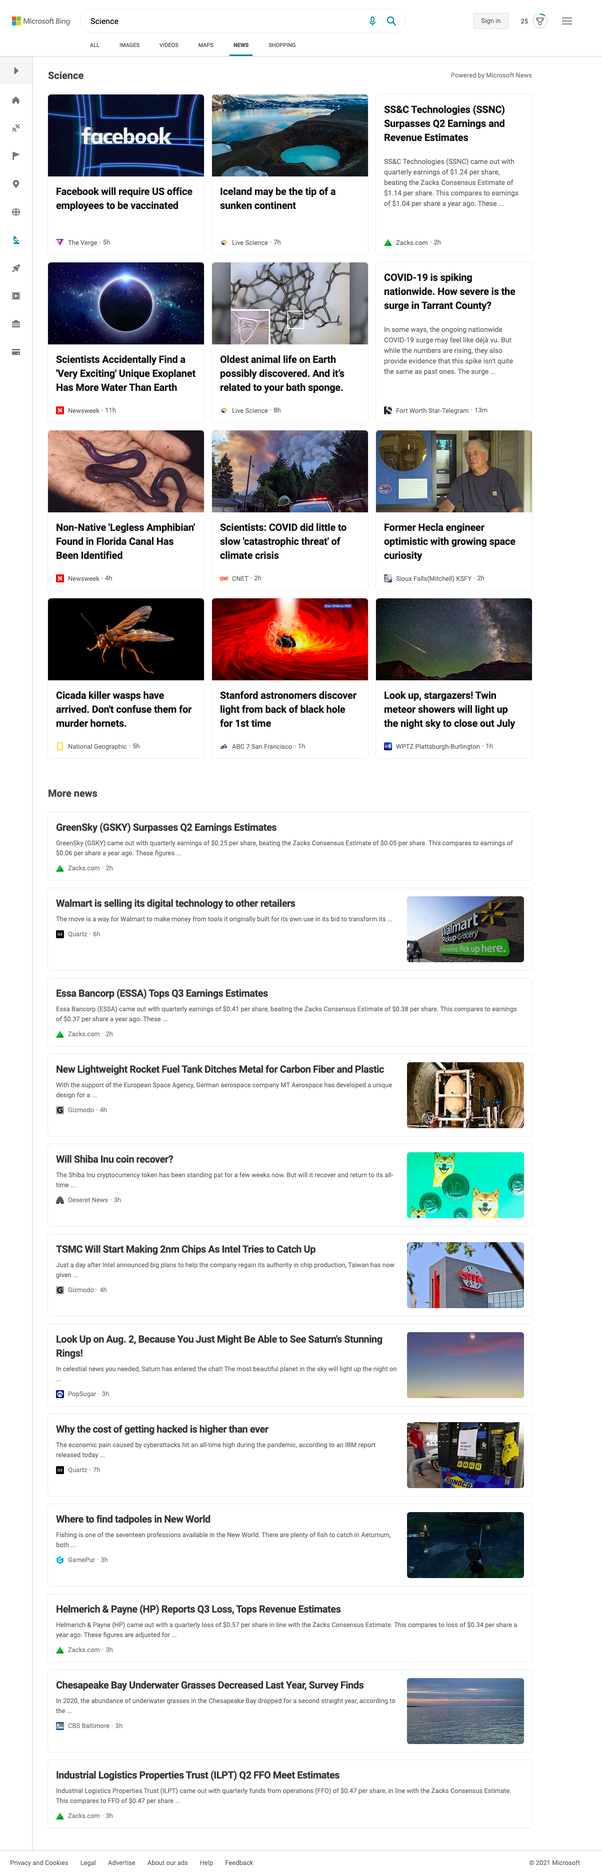 Microsoft Bing
Science
Sign in
25
ALL
IMAGES
VIDEOS
MAPS
NEWS
SHOPPING
Science
Powered by Microsoft News
facebook
Facebook will require US office
employees to be vaccinated
The Verge · 5h
Iceland may be the tip of a
sunken continent
Live Science · 7h
SS&C Technologies (SSNC)
Surpasses Q2 Earnings and
Revenue Estimates
SS&C Technologies (SSNC) came out with
quarterly earnings of $1.24 per share,
beating the Zacks Consensus Estimate of
$1.14 per share. This compares to earnings
of $1.04 per share a year ago. These ...
Zacks.com · 2h
Scientists Accidentally Find a
'Very Exciting' Unique Exoplanet
Has More Water Than Earth
Newsweek · 11h
Oldest animal life on Earth
possibly discovered. And it's
related to your bath sponge.
Live Science · 8h
COVID-19 is spiking
nationwide. How severe is the
surge in Tarrant County?
In some ways, the ongoing nationwide
COVID-19 surge may feel like déjà vu. But
while the numbers are rising, they also
provide evidence that this spike isn't quite
the same as past ones. The surge ...
Fort Worth Star-Telegram · 13m
Non-Native 'Legless Amphibian'
Found in Florida Canal Has
Been Identified
Newsweek · 4h
Scientists: COVID did little to
slow 'catastrophic threat' of
climate crisis
CNET · 2h
Former Hecla engineer
optimistic with growing space
curiosity
Sioux Falls(Mitchell) KSFY · 2h
Cicada killer wasps have
arrived. Don't confuse them for
murder hornets.
National Geographic · 5h
Dan Wilkins PhD
Stanford astronomers discover
light from back of black hole
for 1st time
ABC 7 San Francisco · 1h
Look up, stargazers! Twin
meteor showers will light up
the night sky to close out July
WPTZ Plattsburgh-Burlington · 1h
More news
GreenSky (GSKY) Surpasses Q2 Earnings Estimates
GreenSky (GSKY) came out with quarterly earnings of $0.25 per share, beating the Zacks Consensus Estimate of $0.05 per share. This compares to earnings of
$0.06 per share a year ago. These figures ...
Zacks.com · 2h
Walmart is selling its digital technology to other retailers
The move is a way for Walmart to make money from tools it originally built for its own use in its bid to transform its ...
Quartz · 6h
Walmart
Pickup·Grocery
Pick up here.
Essa Bancorp (ESSA) Tops Q3 Earnings Estimates
Essa Bancorp (ESSA) came out with quarterly earnings of $0.41 per share, beating the Zacks Consensus Estimate of $0.38 per share. This compares to earnings
of $0.37 per share a year ago. These ...
Zacks.com · 2h
New Lightweight Rocket Fuel Tank Ditches Metal for Carbon Fiber and Plastic
With the support of the European Space Agency, German aerospace company MT Aerospace has developed a unique
design for a ...
Gizmodo · 4h
Will Shiba Inu coin recover?
The Shiba Inu cryptocurrency token has been standing pat for a few weeks now. But will it recover and return to its all-
time ...
Deseret News · 3h
TSMC Will Start Making 2nm Chips As Intel Tries to Catch Up
Just a day after Intel announced big plans to help the company regain its authority in chip production, Taiwan has now
given ...
Gizmodo · 4h
Look Up on Aug. 2, Because You Just Might Be Able to See Saturn's Stunning
Rings!
In celestial news you needed, Saturn has entered the chat! The most beautiful planet in the sky will light up the night on
...
PopSugar · 3h
Why the cost of getting hacked is higher than ever
The economic pain caused by cyberattacks hit an all-time high during the pandemic, according to an IBM report
released today ...
Quartz · 7h
SUNOCO
Where to find tadpoles in New World
Fishing is one of the seventeen professions available in the New World. There are plenty of fish to catch in Aeturnum,
both ...
GamePur · 3h
Helmerich & Payne (HP) Reports Q3 Loss, Tops Revenue Estimates
Helmerich & Payne (HP) came out with a quarterly loss of $0.57 per share in line with the Zacks Consensus Estimate. This compares to loss of $0.34 per share a
year ago. These figures are adjusted for ...
Zacks.com · 3h
Chesapeake Bay Underwater Grasses Decreased Last Year, Survey Finds
In 2020, the abundance of underwater grasses in the Chesapeake Bay dropped for a second straight year, according to
the ...
CBS Baltimore · 3h
Industrial Logistics Properties Trust (ILPT) Q2 FFO Meet Estimates
Industrial Logistics Properties Trust (ILPT) came out with quarterly funds from operations (FFO) of $0.47 per share, in line with the Zacks Consensus Estimate.
This compares to FFO of $0.47 per share ...
Zacks.com · 3h
Privacy and Cookies
Legal
Advertise
About our ads
Help
Feedback
© 2021 Microsoft